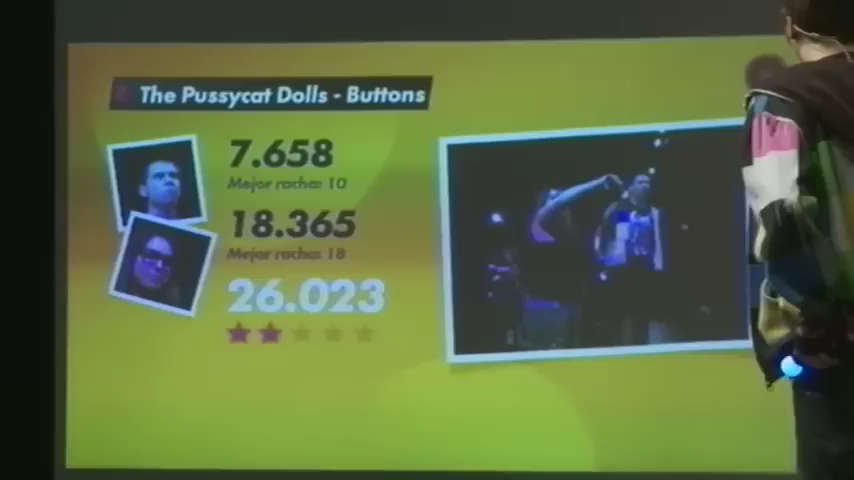 The Pussycat Dolls - Buttons
7.658
Mejor racha: 10
18.365
Mejor racha: 18
26.023